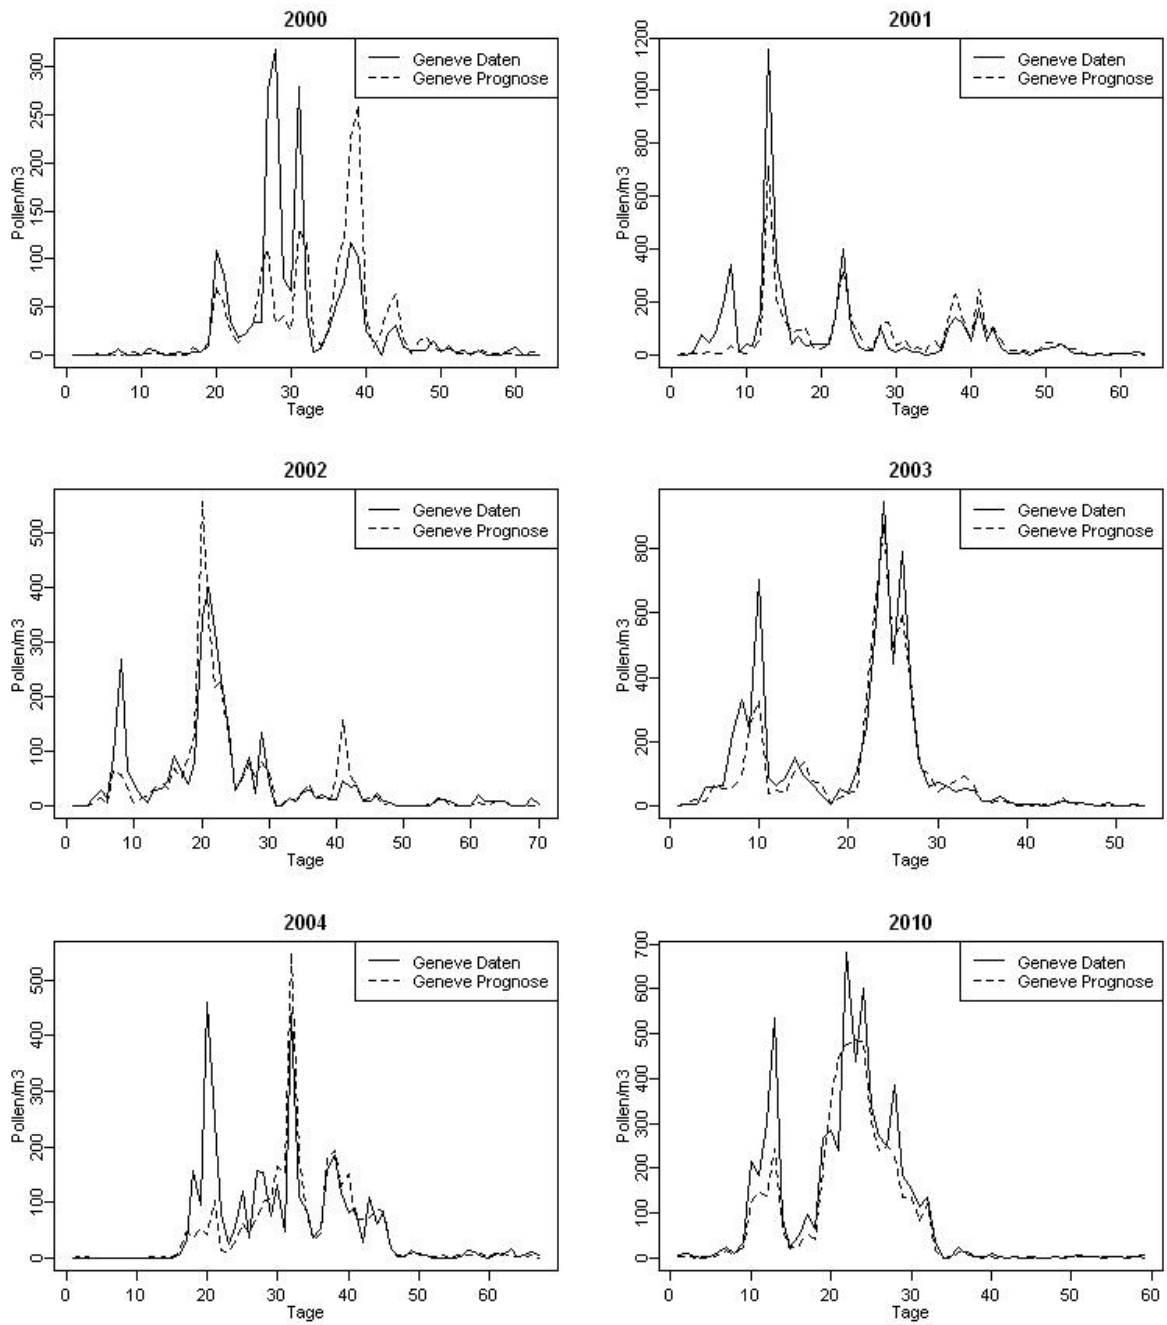 2000
Geneve Daten
Geneve Prognose
Pollen/m3
0 50 100 150 200 250 300
0 10 20 30 40 50 60
Tage
2001
Geneve Daten
Geneve Prognose
Pollen/m3
0 200 400 600 800 1000 1200
0 10 20 30 40 50 60
Tage
2002
Geneve Daten
Geneve Prognose
Pollen/m3
0 100 200 300 400 500
0 10 20 30 40 50 60 70
Tage
2003
Geneve Daten
Geneve Prognose
Pollen/m3
0 200 400 600 800
0 10 20 30 40 50
Tage
2004
Geneve Daten
Geneve Prognose
Pollen/m3
0 100 200 300 400 500
0 10 20 30 40 50 60
Tage
2010
Geneve Daten
Geneve Prognose
Pollen/m3
0 100 200 300 400 500 600 700
0 10 20 30 40 50 60
Tage